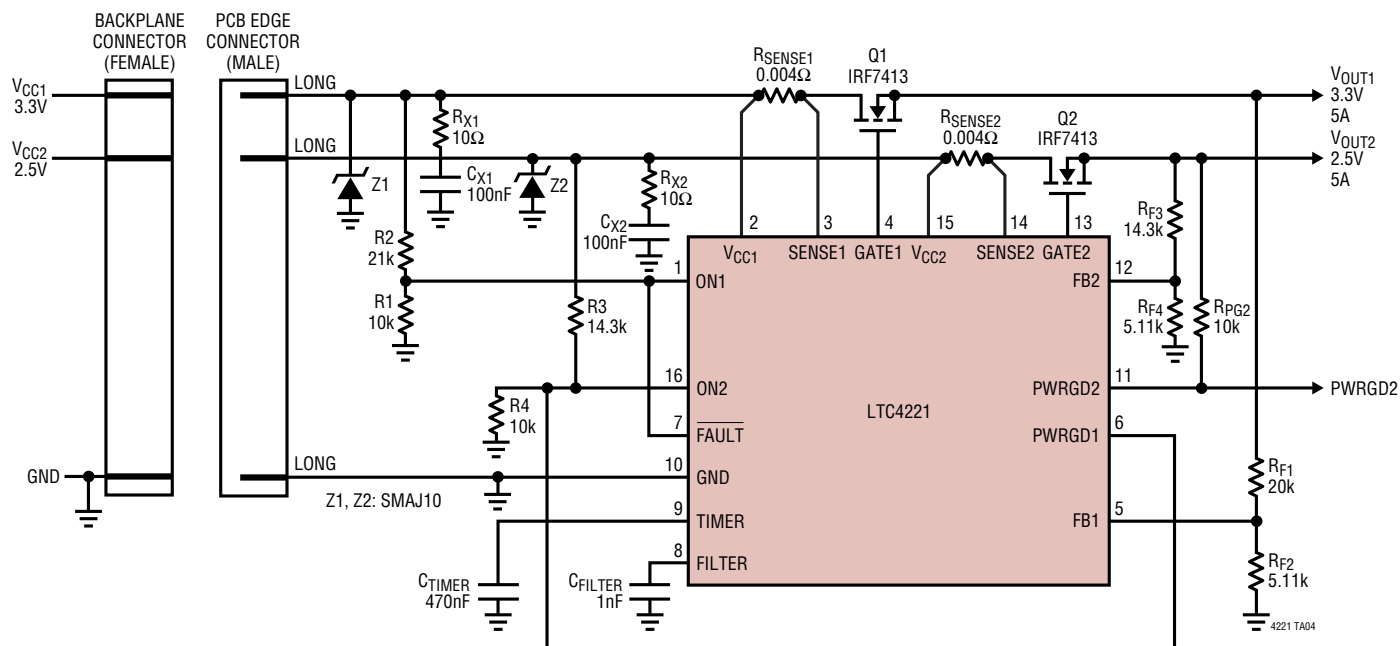 BACKPLANE
CONNECTOR
(FEMALE)
PCB EDGE
CONNECTOR
(MALE)
VCC1
3.3V
VCC2
2.5V
GND
LONG
LONG
LONG
Z1
RX1
10Ω
CX1
100nF
Z2
RX2
10Ω
CX2
100nF
R2
21k
R1
10k
R3
14.3k
R4
10k
Z1, Z2: SMAJ10
CTIMER
470nF
CFILTER
1nF
RSENSE1
0.004Ω
Q1
IRF7413
RSENSE2
0.004Ω
Q2
IRF7413
VOUT1
3.3V
5A
VOUT2
2.5V
5A
2
3
4
15
14
13
VCC1
SENSE1
GATE1
VCC2
SENSE2
GATE2
1
ON1
16
ON2
7
FAULT
10
GND
9
TIMER
8
FILTER
LTC4221
12
FB2
11
PWRGD2
6
PWRGD1
5
FB1
RF3
14.3k
RF4
5.11k
RPG2
10k
PWRGD2
RF1
20k
RF2
5.11k
4221 TA04